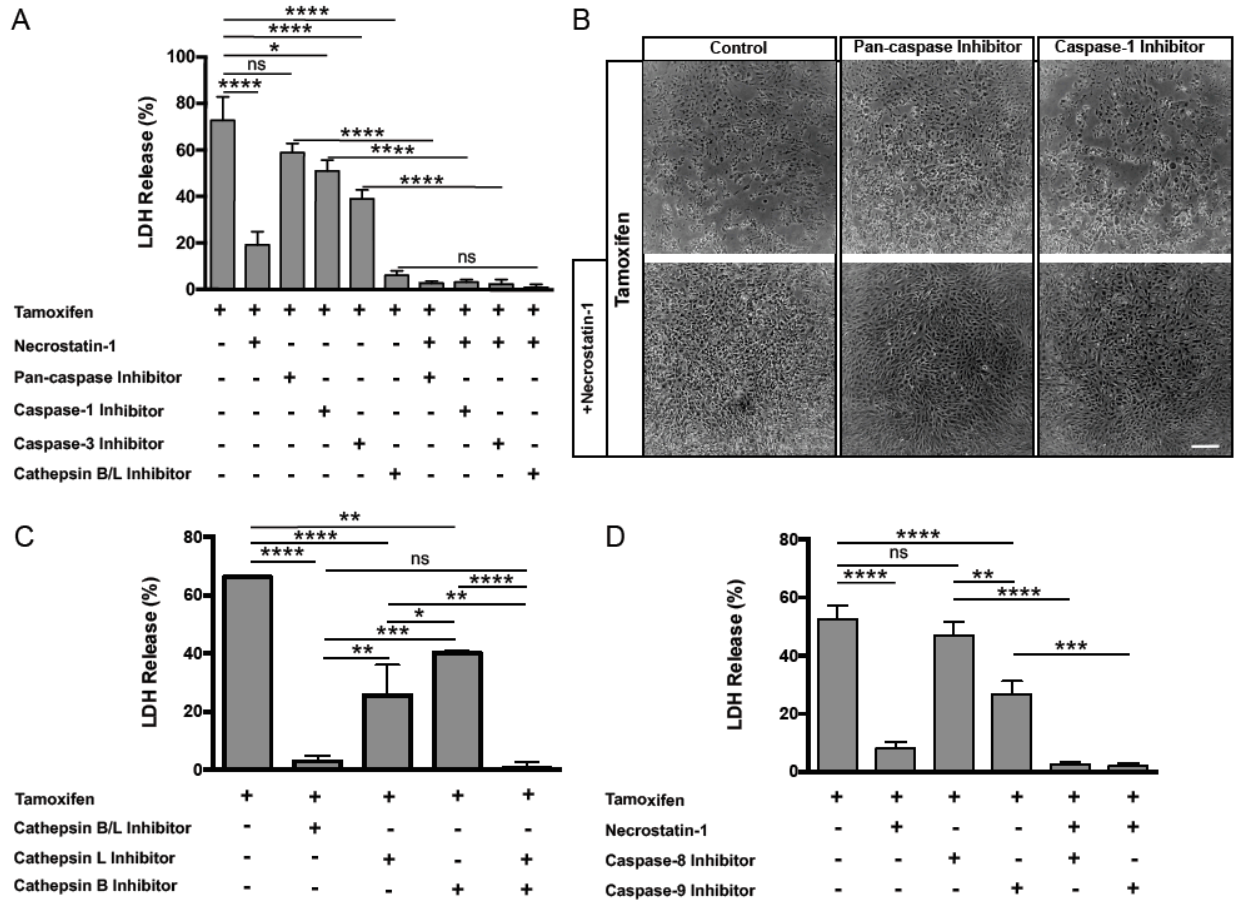 A
****
****
*
ns
****
****
****
****
ns
100
80
60
40
20
0
LDH Release (%)
Tamoxifen + + + + + + + + + +
Necrostatin-1 - + - - - - + + + +
Pan-caspase Inhibitor - - + - - - + - - -
Caspase-1 Inhibitor - - - + - - - + - -
Caspase-3 Inhibitor - - - - + - - - + -
Cathepsin B/L Inhibitor - - - - - + - - - +
B
Control Pan-caspase Inhibitor Caspase-1 Inhibitor
Tamoxifen
+Necrostatin-1
C
**
****
****
ns
****
**
*
***
**
80
60
40
20
0
LDH Release (%)
Tamoxifen + + + + +
Cathepsin B/L Inhibitor - + - - -
Cathepsin L Inhibitor - - + - +
Cathepsin B Inhibitor - - - + +
D
****
ns
****
**
****
***
80
60
40
20
0
LDH Release (%)
Tamoxifen + + + + + +
Necrostatin-1 - + - - + +
Caspase-8 Inhibitor - - + - + -
Caspase-9 Inhibitor - - - + - +